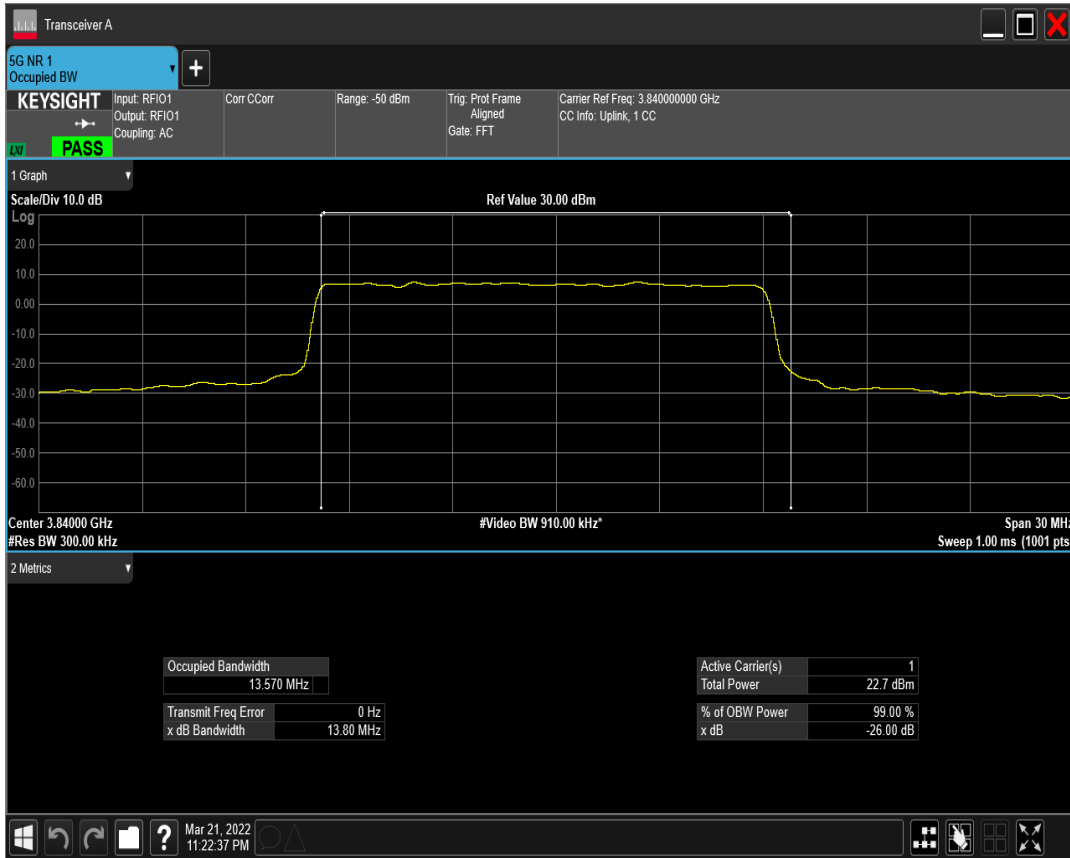 Transceiver A
5G NR 1
Occupied BW
KEYSIGHT
Input: RFIO1
Output: RFIO1
Coupling: AC
Corr CCorr
Range: -50 dBm
Trig: Prot Frame
Aligned
Gate: FFT
Carrier Ref Freq: 3.840000000 GHz
CC Info: Uplink, 1 CC
LXI
PASS
1 Graph
Scale/Div 10.0 dB
Ref Value 30.00 dBm
Log
20.0
10.0
0.00
-10.0
-20.0
-30.0
-40.0
-50.0
-60.0
Center 3.84000 GHz
#Video BW 910.00 kHz*
Span 30 MHz
#Res BW 300.00 kHz
Sweep 1.00 ms (1001 pts
2 Metrics
Occupied Bandwidth
13.570 MHz
Transmit Freq Error 0 Hz
x dB Bandwidth 13.80 MHz
Active Carrier(s) 1
Total Power 22.7 dBm
% of OBW Power 99.00 %
x dB -26.00 dB
?
Mar 21, 2022
11:22:37 PM